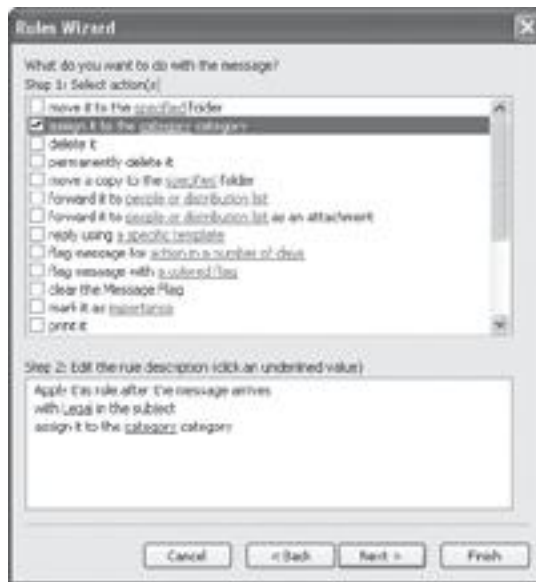 Rules Wizard
What do you want to do with the message?
Step 1: Select action(s)
move it to the specified folder
assign it to the category category
delete it
permanently delete it
move a copy to the specified folder
forward it to people or distribution list
forward it to people or distribution list as an attachment
reply using a specific template
flag message for action in a number of days
flag message with a colored flag
clear the Message Flag
mark it as importance
print it
Step 2: Edit the rule description (click an underlined value)
Apply this rule after the message arrives
with Legal in the subject
assign it to the category category
Cancel < Back Next > Finish